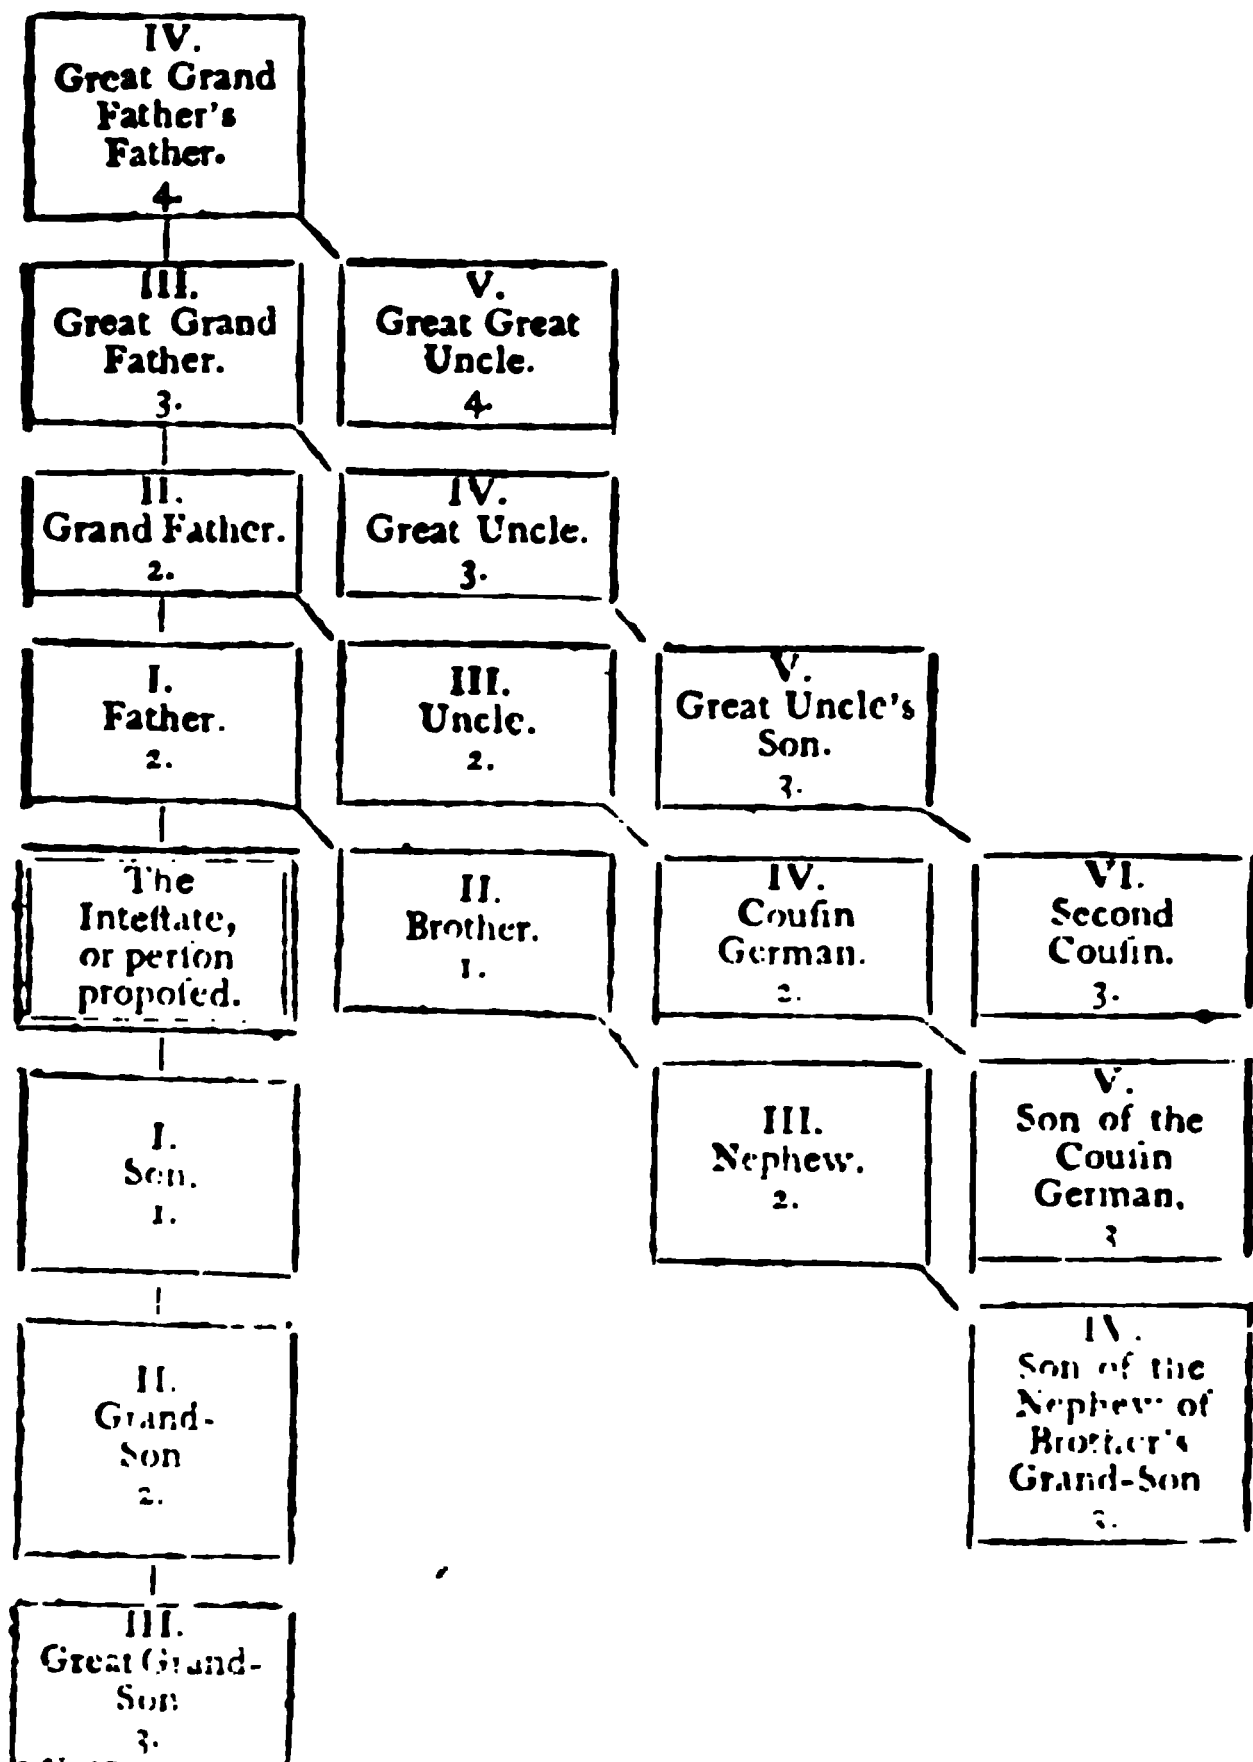 IV.
Great Grand
Father's
Father.
4.
III.
Great Grand
Father.
3.
V.
Great Great
Uncle.
4.
II.
Grand Father.
2.
IV.
Great Uncle.
3.
I.
Father.
2.
III.
Uncle.
2.
V.
Great Uncle's
Son.
3.
The
Inteſtate,
or perſon
propoſed.
II.
Brother.
1.
IV.
Couſin
German.
2.
VI.
Second
Couſin.
3.
I.
Son.
1.
III.
Nephew.
2.
V.
Son of the
Couſin
German.
3
II.
Grand-
Son
2.
IV.
Son of the
Nephew of
Brother's
Grand-Son
3.
III.
Great Grand-
Son
3.